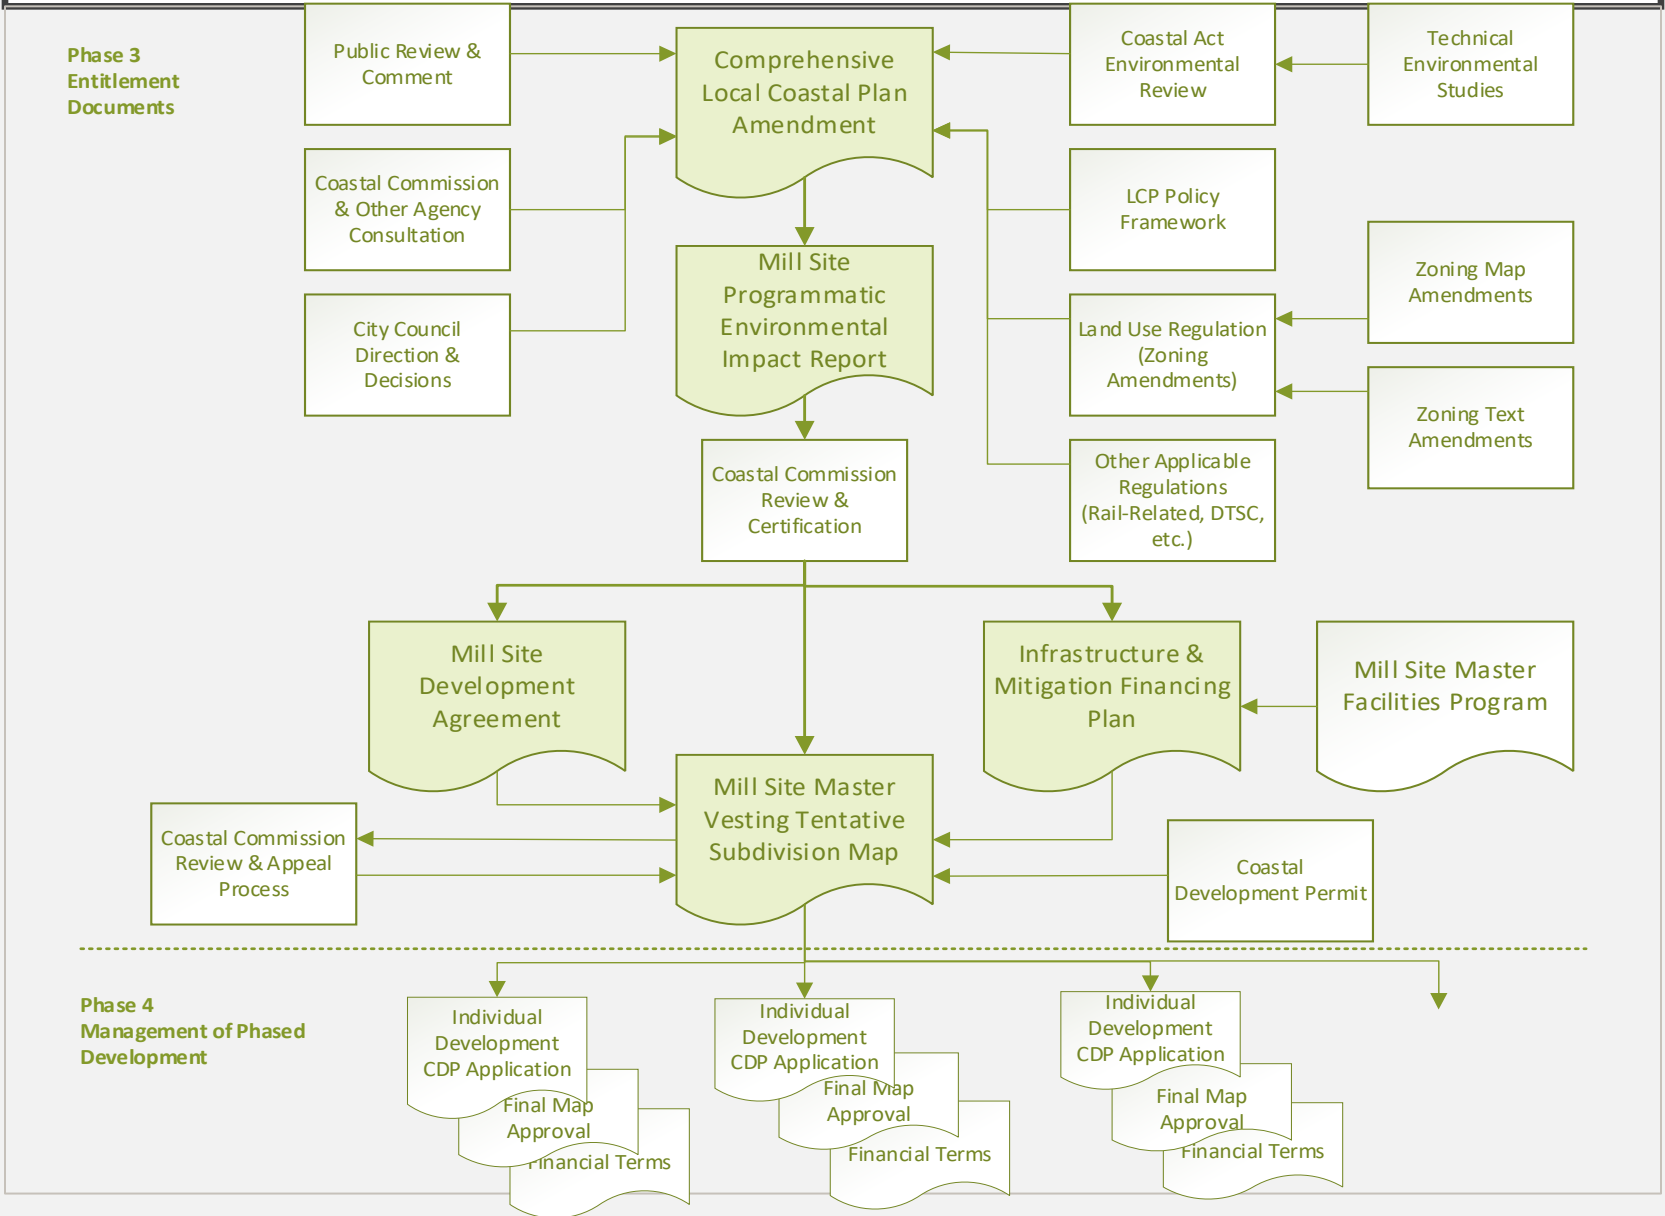 Phase 3
Entitlement
Documents
Public Review &
Comment
Comprehensive
Local Coastal Plan
Amendment
Coastal Act
Environmental
Review
Technical
Environmental
Studies
Coastal Commission
& Other Agency
Consultation
LCP Policy
Framework
City Council
Direction &
Decisions
Mill Site
Programmatic
Environmental
Impact Report
Land Use Regulation
(Zoning
Amendments)
Zoning Map
Amendments
Zoning Text
Amendments
Coastal Commission
Review &
Certification
Other Applicable
Regulations
(Rail-Related, DTSC,
etc.)
Mill Site
Development
Agreement
Infrastructure &
Mitigation Financing
Plan
Mill Site Master
Facilities Program
Mill Site Master
Vesting Tentative
Subdivision Map
Coastal Commission
Review & Appeal
Process
Coastal
Development Permit
Phase 4
Management of Phased
Development
Individual
Development
CDP Application
Final Map
Approval
Financial Terms
Individual
Development
CDP Application
Final Map
Approval
Financial Terms
Individual
Development
CDP Application
Final Map
Approval
Financial Terms